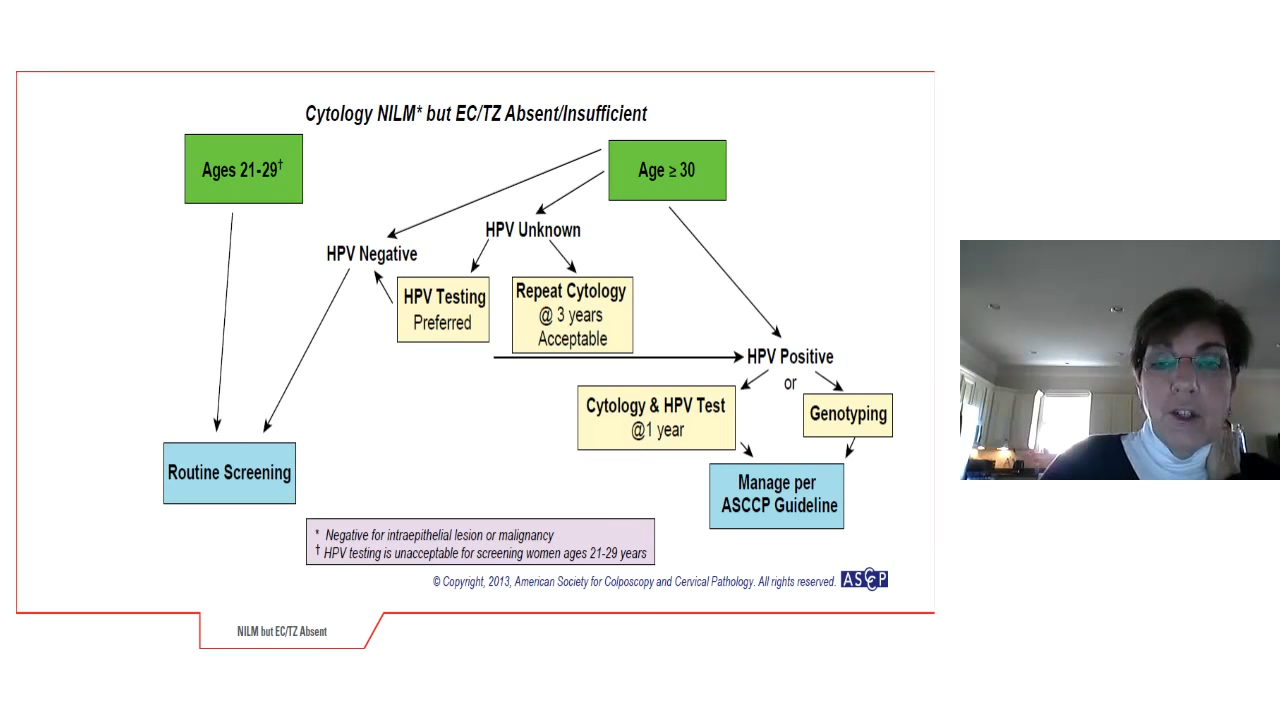 Cytology NILM* but EC/TZ Absent/Insufficient
Ages 21-29†
Age ≥ 30
HPV Unknown
HPV Negative
HPV Testing
Preferred
Repeat Cytology
@ 3 years
Acceptable
HPV Positive
or
Cytology & HPV Test
@1 year
Genotyping
Routine Screening
Manage per
ASCCP Guideline
* Negative for intraepithelial lesion or malignancy
† HPV testing is unacceptable for screening women ages 21-29 years
© Copyright, 2013, American Society for Colposcopy and Cervical Pathology. All rights reserved.
ASCCP
NILM but EC/TZ Absent